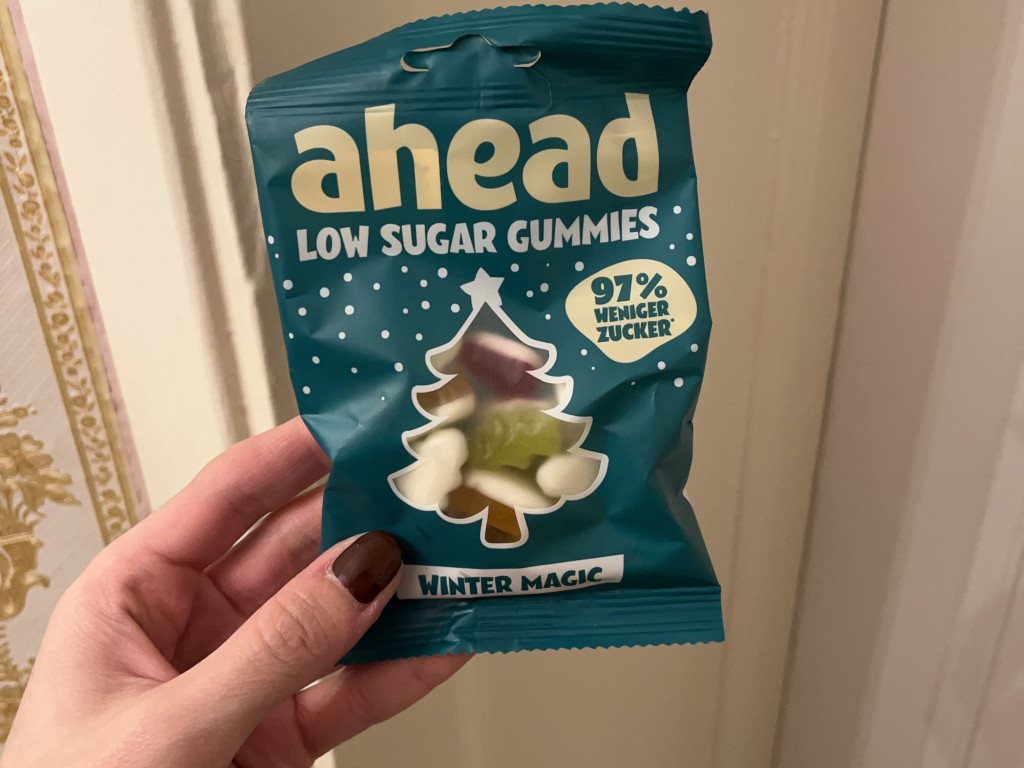 ahead
LOW SUGAR GUMMIES
97%
WENIGER
ZUCKER*
WINTER MAGIC